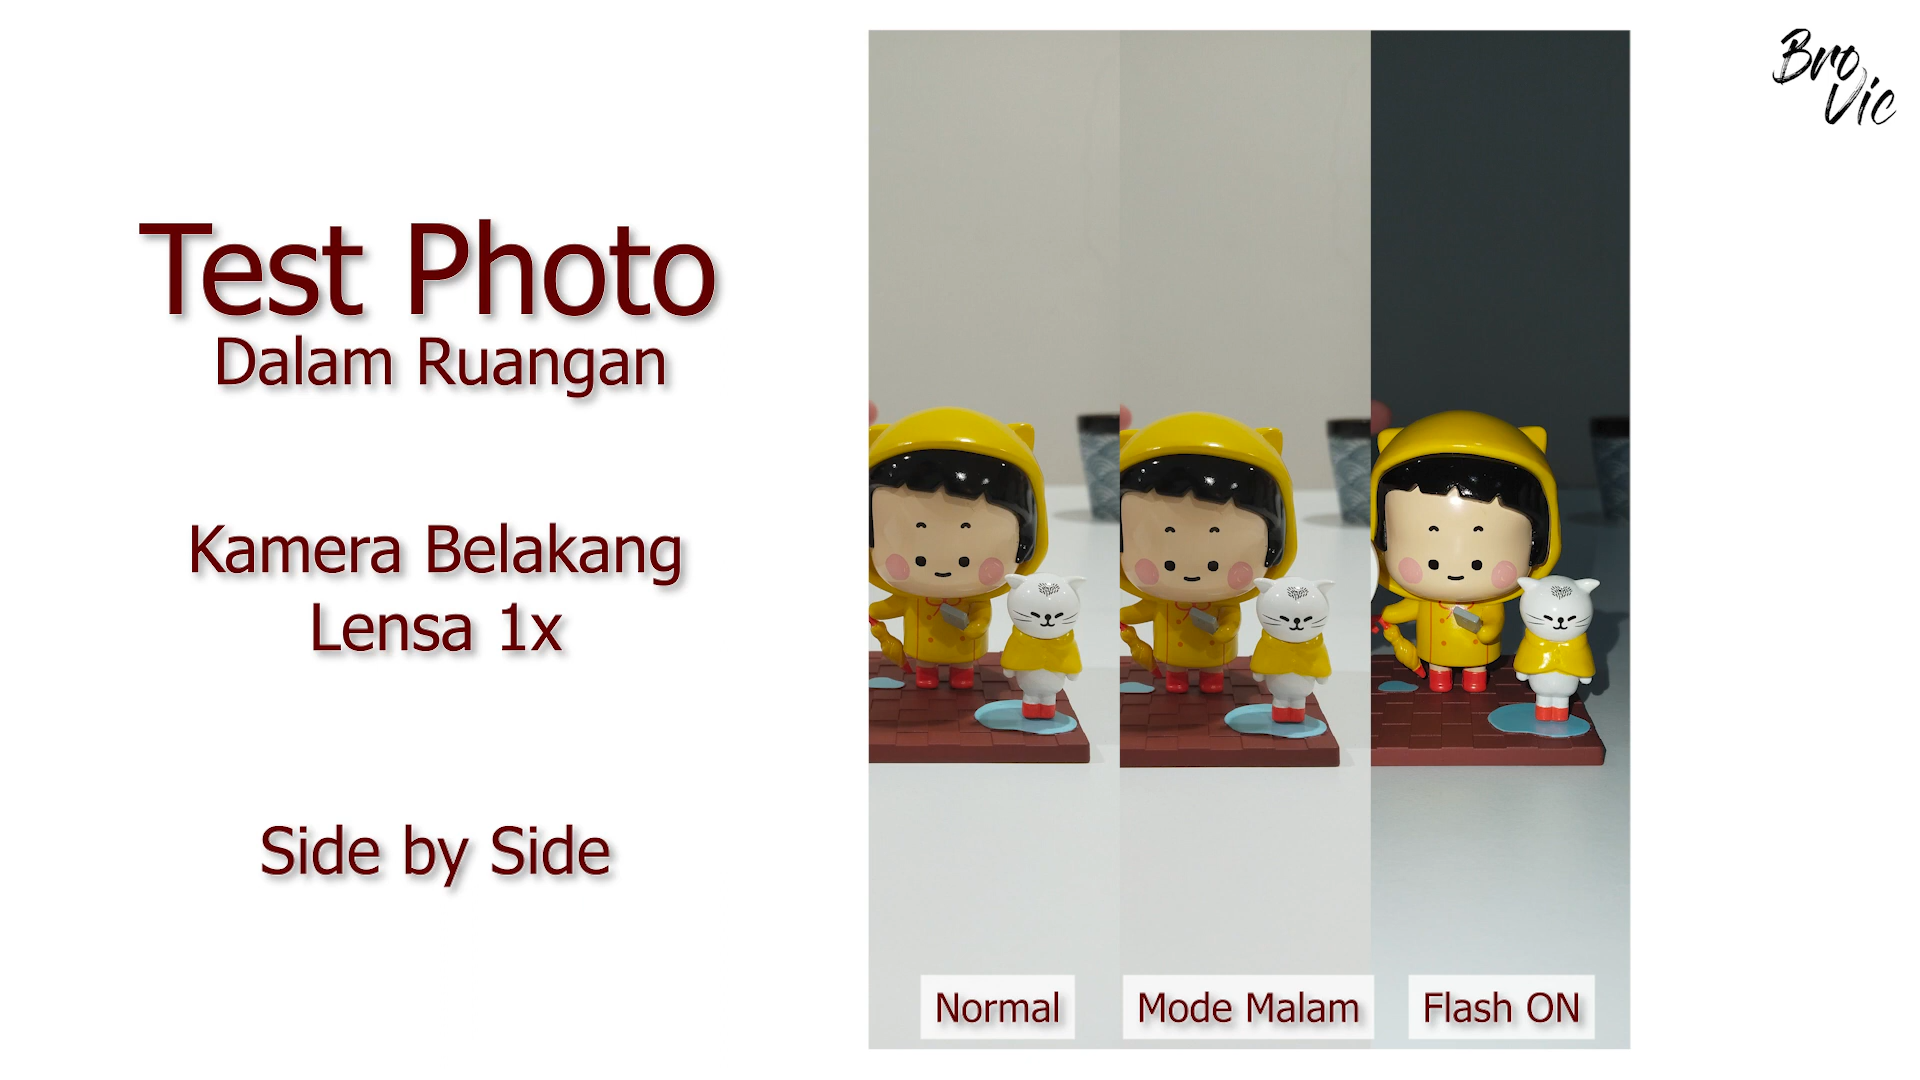 Test Photo
Dalam Ruangan
Kamera Belakang
Lensa 1x
Side by Side
Normal
Mode Malam
Flash ON
Bro
Vic